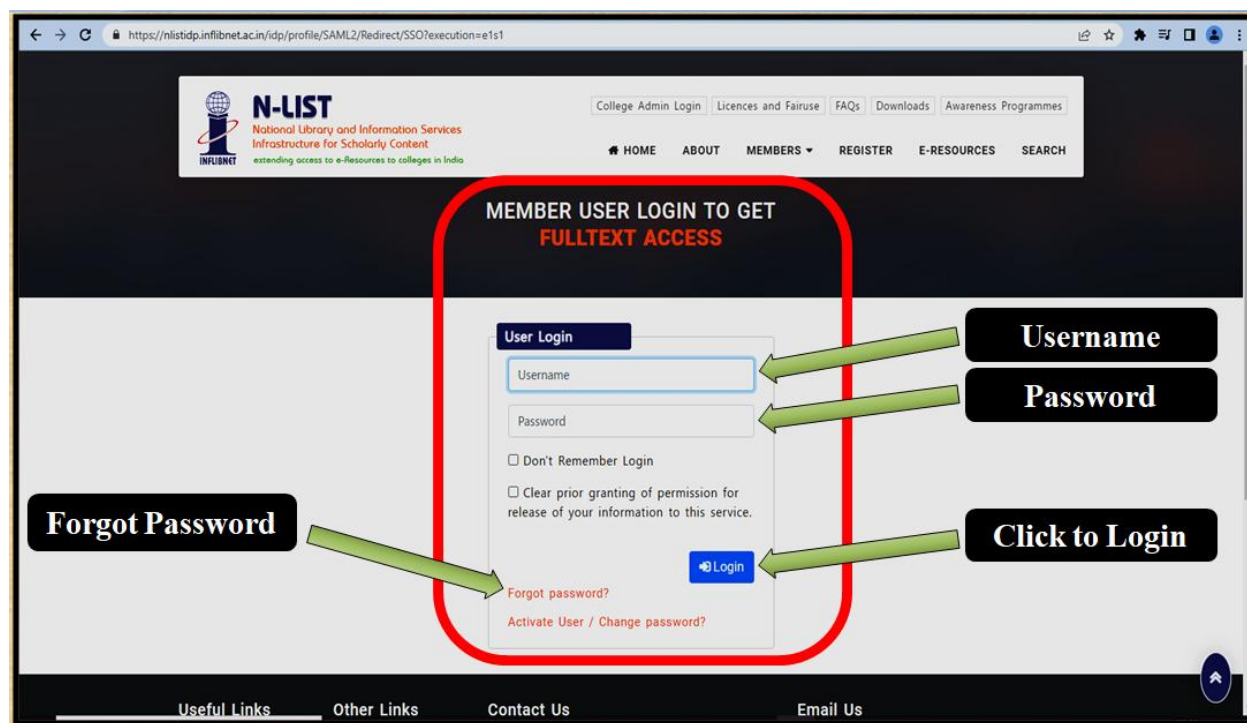 https://nlistidp.inflibnet.ac.in/idp/profile/SAML2/Redirect/SSO?execution=e1s1
INFLIBNET
N-LIST
National Library and Information Services
Infrastructure for Scholarly Content
extending access to e-Resources to colleges in India
College Admin Login Licences and Fairuse FAQs Downloads Awareness Programmes
HOME ABOUT MEMBERS REGISTER E-RESOURCES SEARCH
MEMBER USER LOGIN TO GET
FULLTEXT ACCESS
User Login
Username
Username
Password
Password
Don't Remember Login
Clear prior granting of permission for
release of your information to this service.
Forgot Password
Click to Login
Login
Forgot password?
Activate User / Change password?
Useful Links Other Links Contact Us Email Us